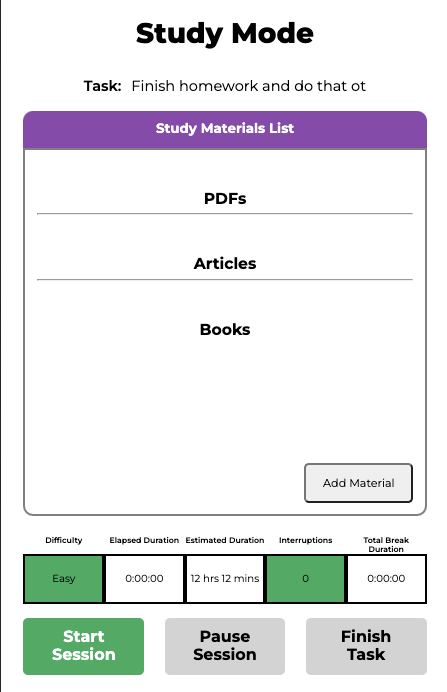 Study Mode
Task: Finish homework and do that ot
Study Materials List
PDFs
Articles
Books
Add Material
Difficulty Elapsed Duration Estimated Duration Interruptions Total Break Duration
Easy 0:00:00 12 hrs 12 mins 0 0:00:00
Start Session
Pause Session
Finish Task